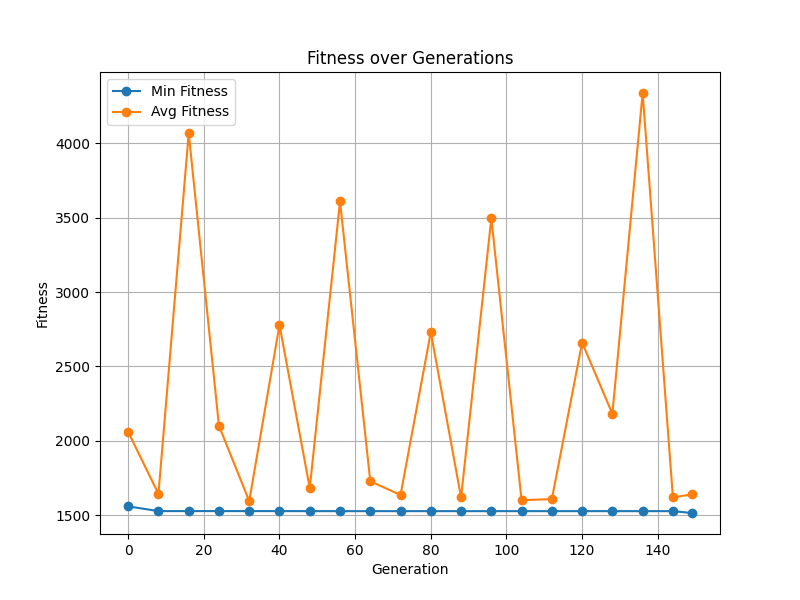 Fitness over Generations
Min Fitness
Avg Fitness
Fitness
4000
3500
3000
2500
2000
1500
0 20 40 60 80 100 120 140
Generation